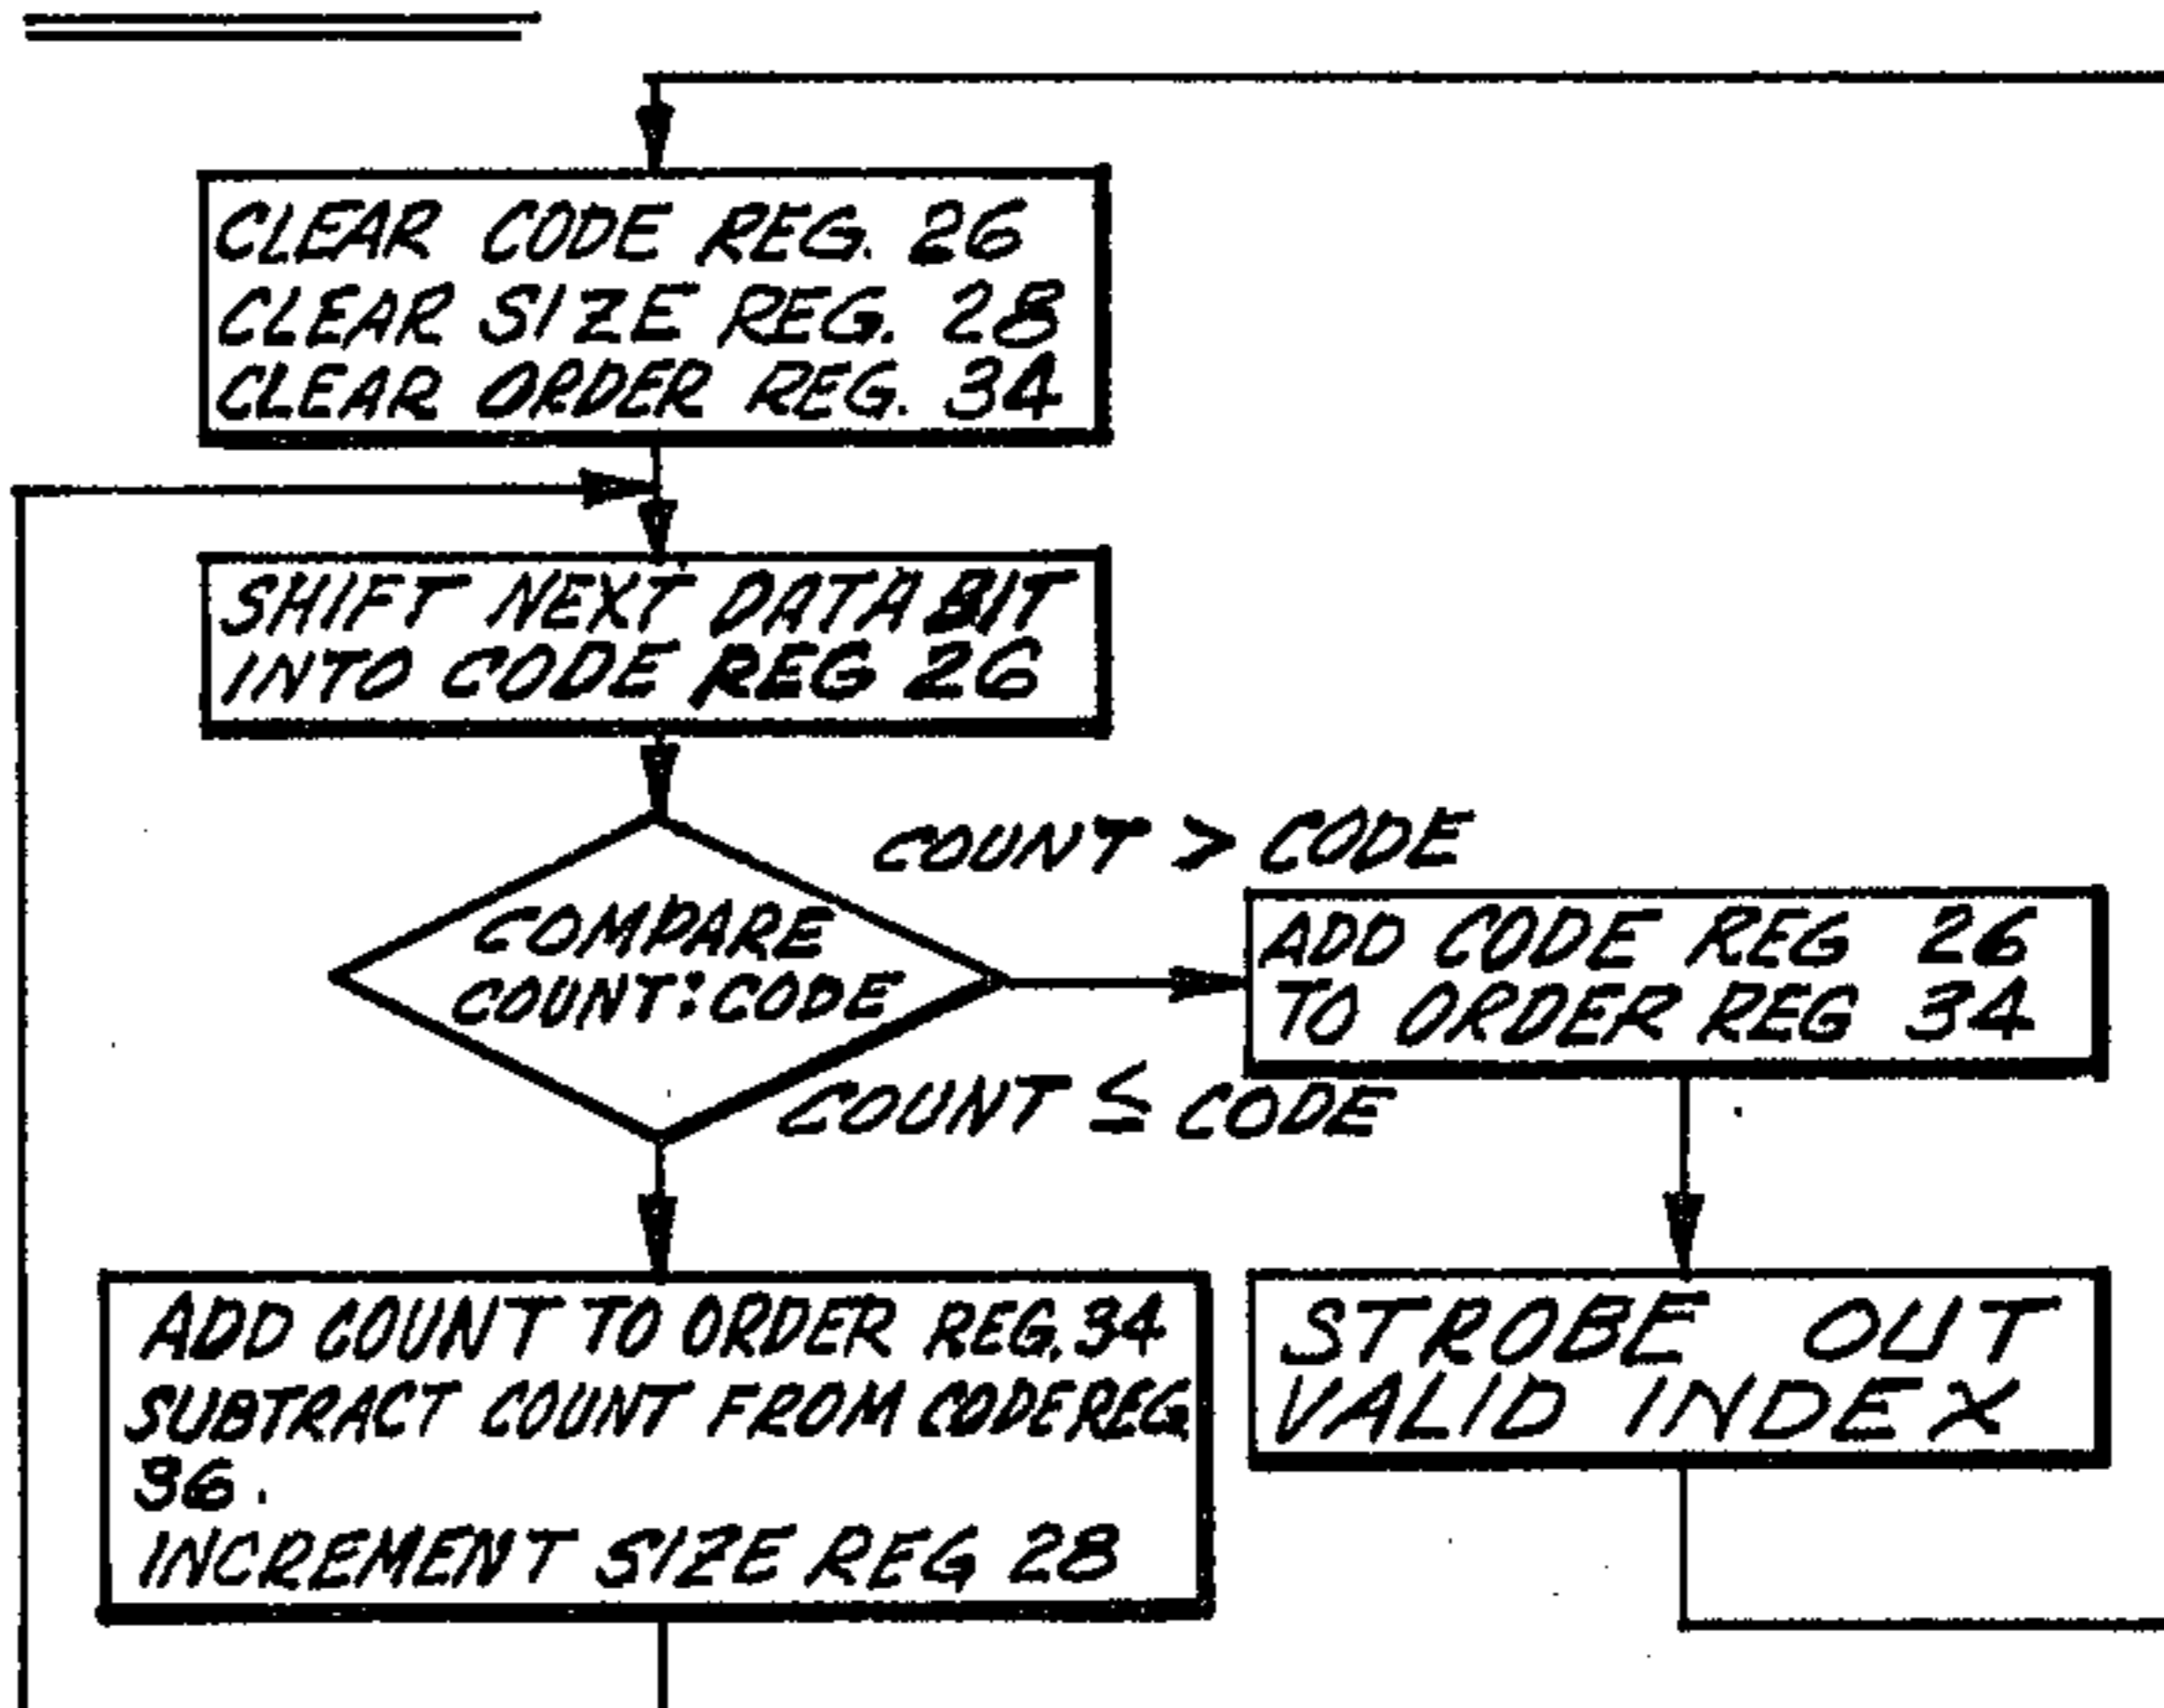 CLEAR CODE REG. 26
CLEAR SIZE REG. 28
CLEAR ORDER REG. 34
SHIFT NEXT DATA BIT
INTO CODE REG 26
COUNT > CODE
COMPARE
COUNT:CODE
ADD CODE REG 26
TO ORDER REG 34
COUNT ≤ CODE
ADD COUNT TO ORDER REG. 34
SUBTRACT COUNT FROM CODE REG
36.
INCREMENT SIZE REG 28
STROBE OUT
VALID INDEX